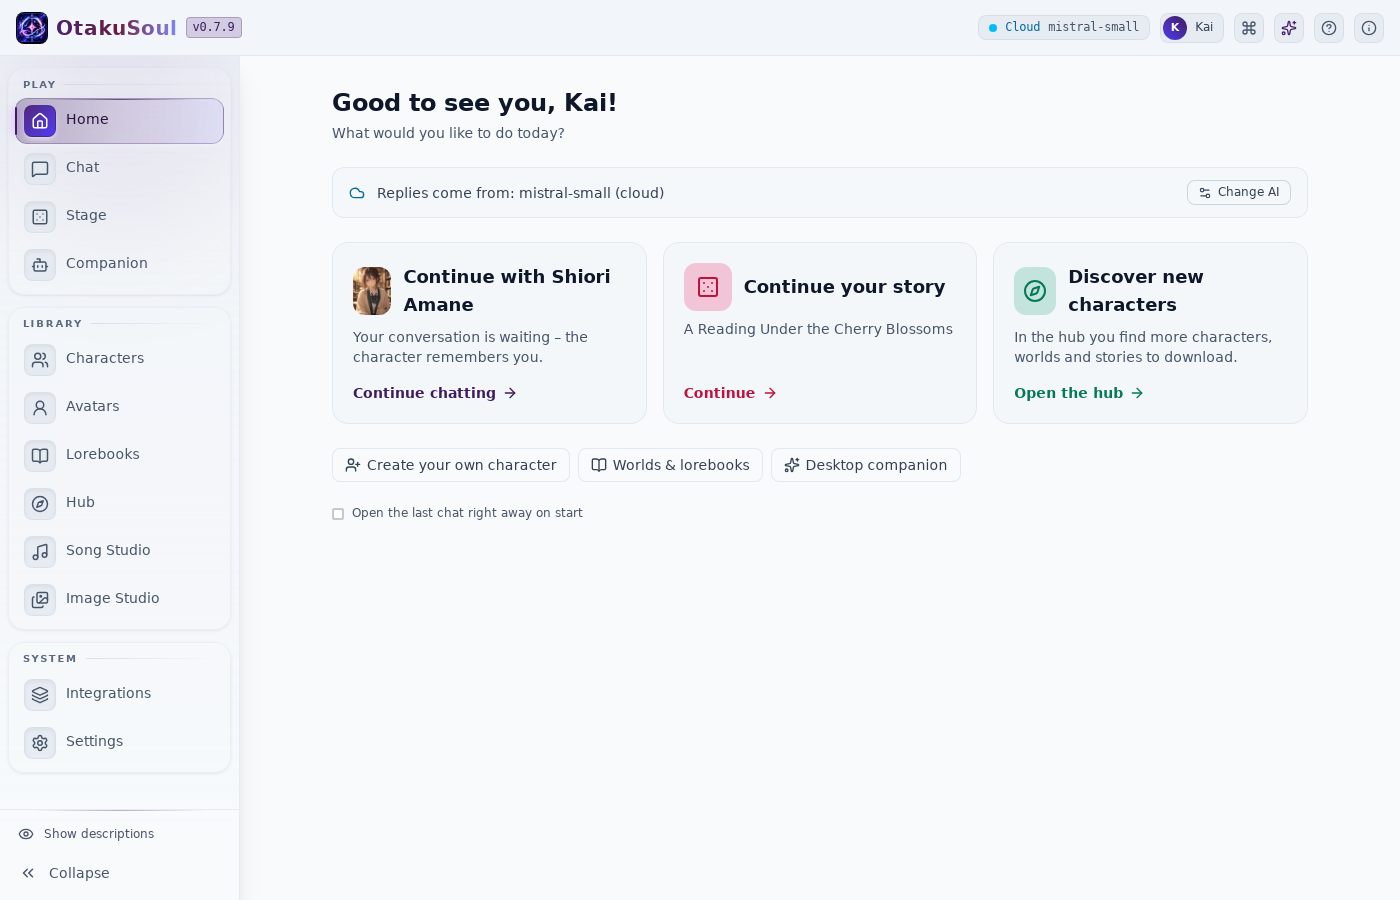 OtakuSoul v0.7.9
Cloud mistral-small
K Kai
PLAY
Home
Chat
Stage
Companion
LIBRARY
Characters
Avatars
Lorebooks
Hub
Song Studio
Image Studio
SYSTEM
Integrations
Settings
Show descriptions
Collapse
Good to see you, Kai!
What would you like to do today?
Replies come from: mistral-small (cloud)
Change AI
Continue with Shiori
Amane
Your conversation is waiting – the
character remembers you.
Continue chatting
Continue your story
A Reading Under the Cherry Blossoms
Continue
Discover new
characters
In the hub you find more characters,
worlds and stories to download.
Open the hub
Create your own character
Worlds & lorebooks
Desktop companion
Open the last chat right away on start